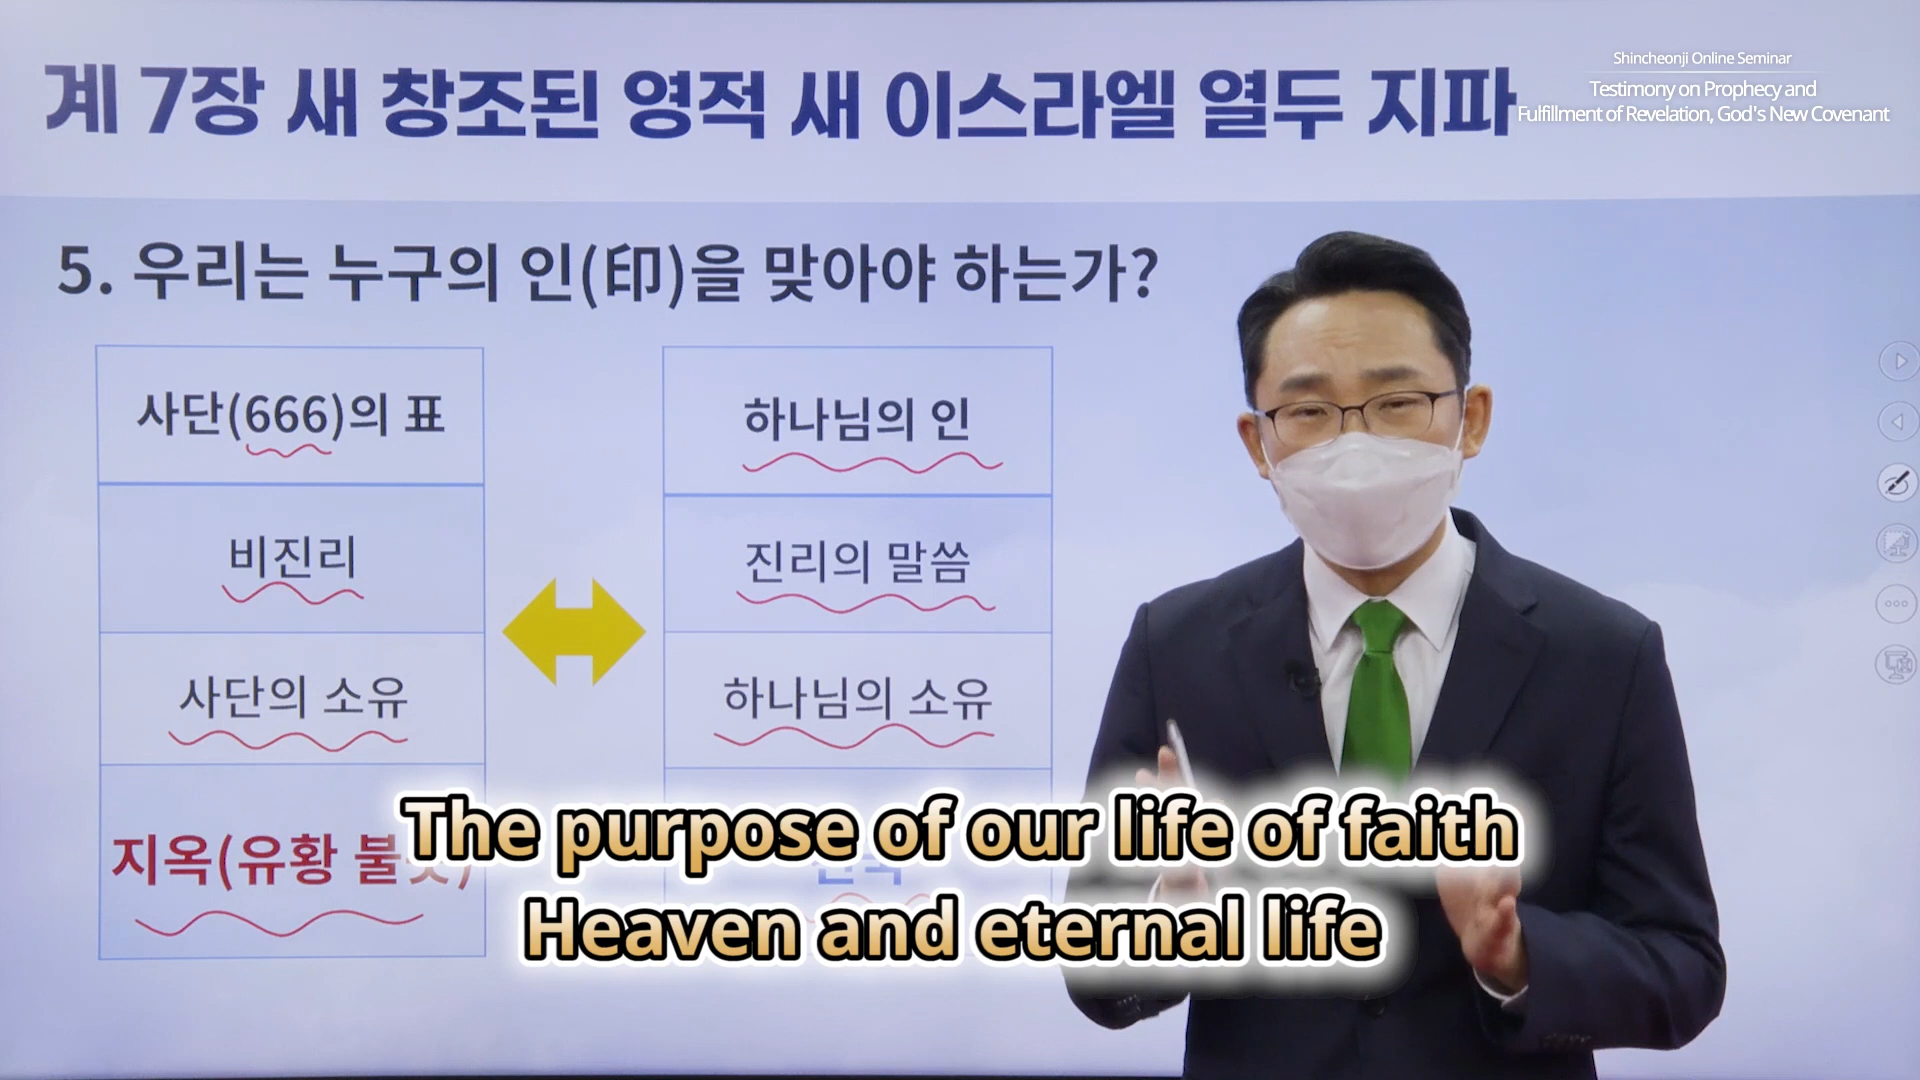 계 7장 새 창조된 영적 새 이스라엘 열두 지파
Shincheonji Online Seminar
Testimony on Prophecy and
Fulfillment of Revelation, God's New Covenant
5. 우리는 누구의 인(印)을 맞아야 하는가?
사단(666)의 표
비진리
사단의 소유
지옥(유황 불
하나님의 인
진리의 말씀
하나님의 소유
The purpose of our life of faith
Heaven and eternal life